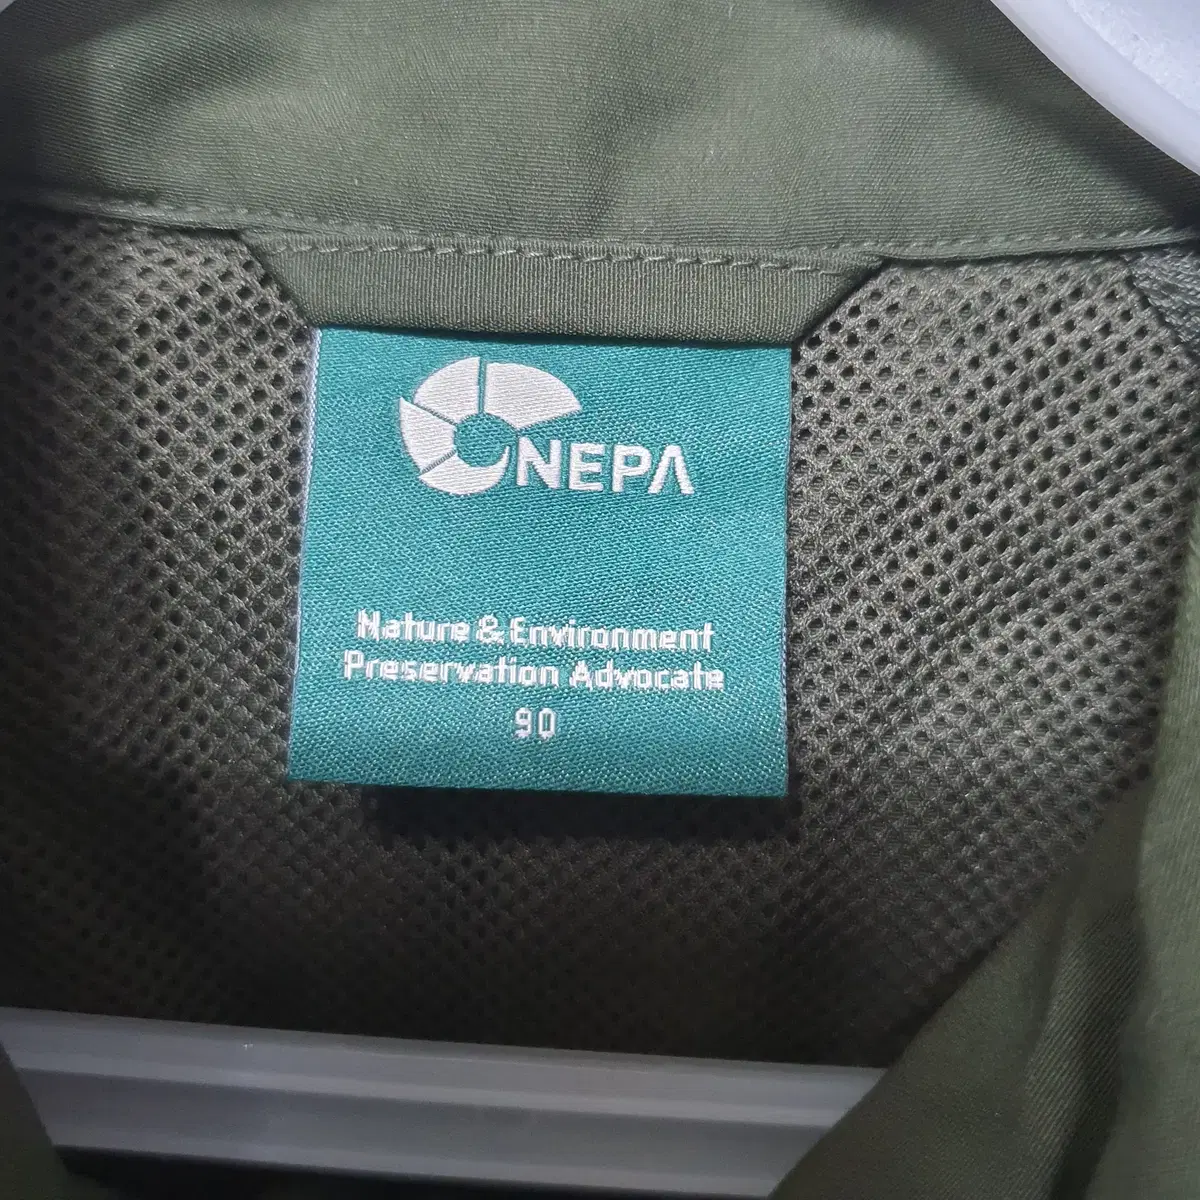 NEPA
Nature & Environment
Preservation Advocate
90